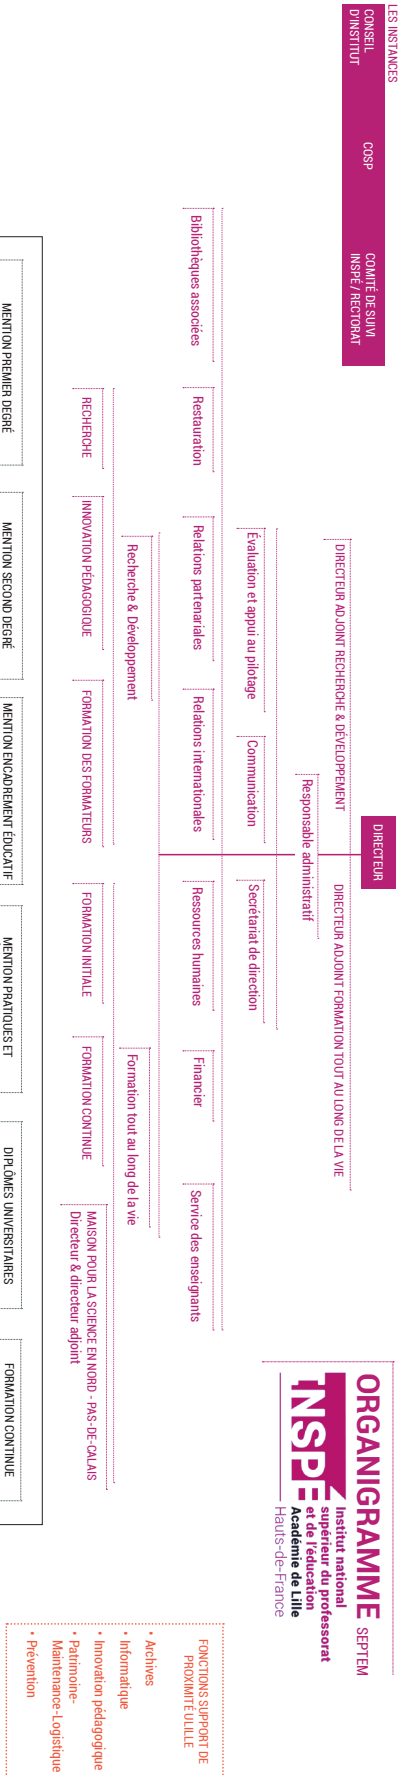 LES INSTANCES
CONSEIL
D'INSTITUT
COSP
COMITÉ DE SUIVI
INSPÉ / RECTORAT
DIRECTEUR
DIRECTEUR ADJOINT RECHERCHE & DÉVELOPPEMENT
DIRECTEUR ADJOINT FORMATION TOUT AU LONG DE LA VIE
Responsable administratif
Évaluation et appui au pilotage
Communication
Secrétariat de direction
Bibliothèques associées
Restauration
Relations partenariales
Relations internationales
Ressources humaines
Financier
Service des enseignants
Recherche & Développement
Formation tout au long de la vie
RECHERCHE
INNOVATION PÉDAGOGIQUE
FORMATION DES FORMATEURS
FORMATION INITIALE
FORMATION CONTINUE
MAISON POUR LA SCIENCE EN NORD - PAS-DE-CALAIS
Directeur & directeur adjoint
MENTION PREMIER DEGRÉ
MENTION SECOND DEGRÉ
MENTION ENCADREMENT ÉDUCATIF
MENTION PRATIQUES ET
DIPLÔMES UNIVERSITAIRES
FORMATION CONTINUE
ORGANIGRAMME SEPTEM
INSPÉ
Institut national
supérieur du professorat
et de l'éducation
Académie de Lille
Hauts-de-France
FONCTIONS SUPPORT DE
PROXIMITÉ U LILLE
• Archives
• Informatique
• Innovation pédagogique
• Patrimoine-
Maintenance-Logistique
• Prévention